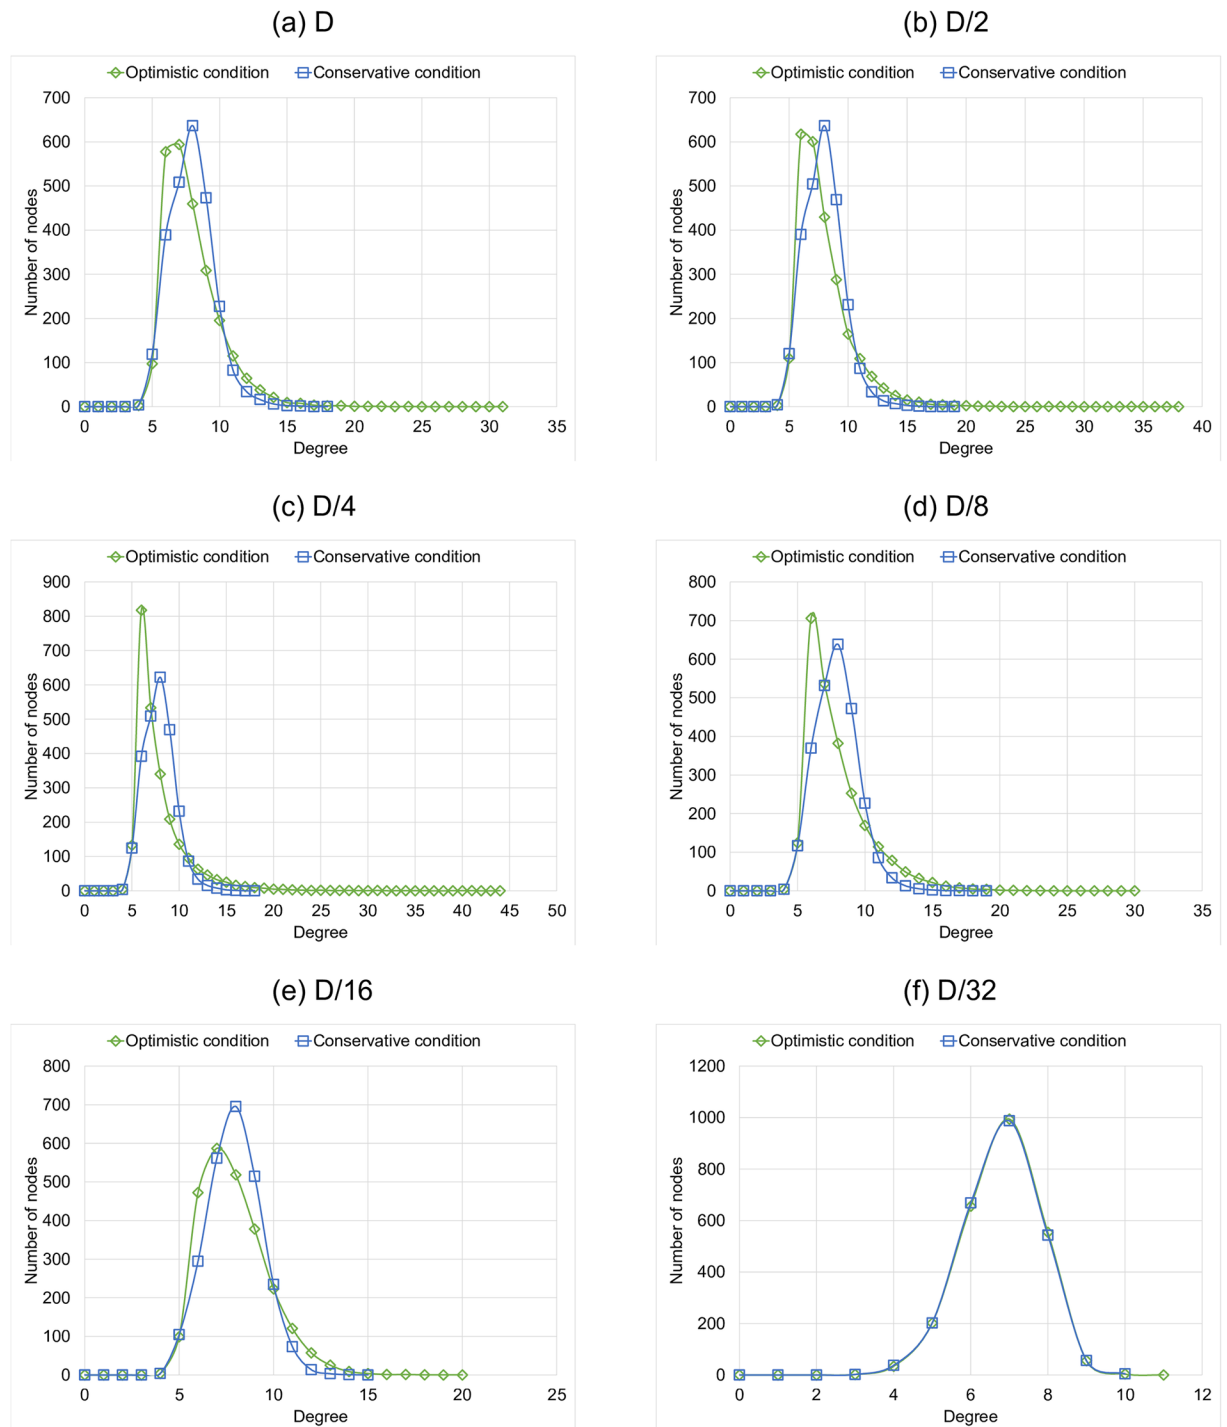 (a) D
Optimistic condition Conservative condition
Number of nodes
700
600
500
400
300
200
100
0
0 5 10 15 20 25 30 35
Degree
(b) D/2
Optimistic condition Conservative condition
Number of nodes
700
600
500
400
300
200
100
0
0 5 10 15 20 25 30 35 40
Degree
(c) D/4
Optimistic condition Conservative condition
Number of nodes
900
800
700
600
500
400
300
200
100
0
0 5 10 15 20 25 30 35 40 45 50
Degree
(d) D/8
Optimistic condition Conservative condition
Number of nodes
800
700
600
500
400
300
200
100
0
0 5 10 15 20 25 30 35
Degree
(e) D/16
Optimistic condition Conservative condition
Number of nodes
800
700
600
500
400
300
200
100
0
0 5 10 15 20 25
Degree
(f) D/32
Optimistic condition Conservative condition
Number of nodes
1200
1000
800
600
400
200
0
0 2 4 6 8 10 12
Degree